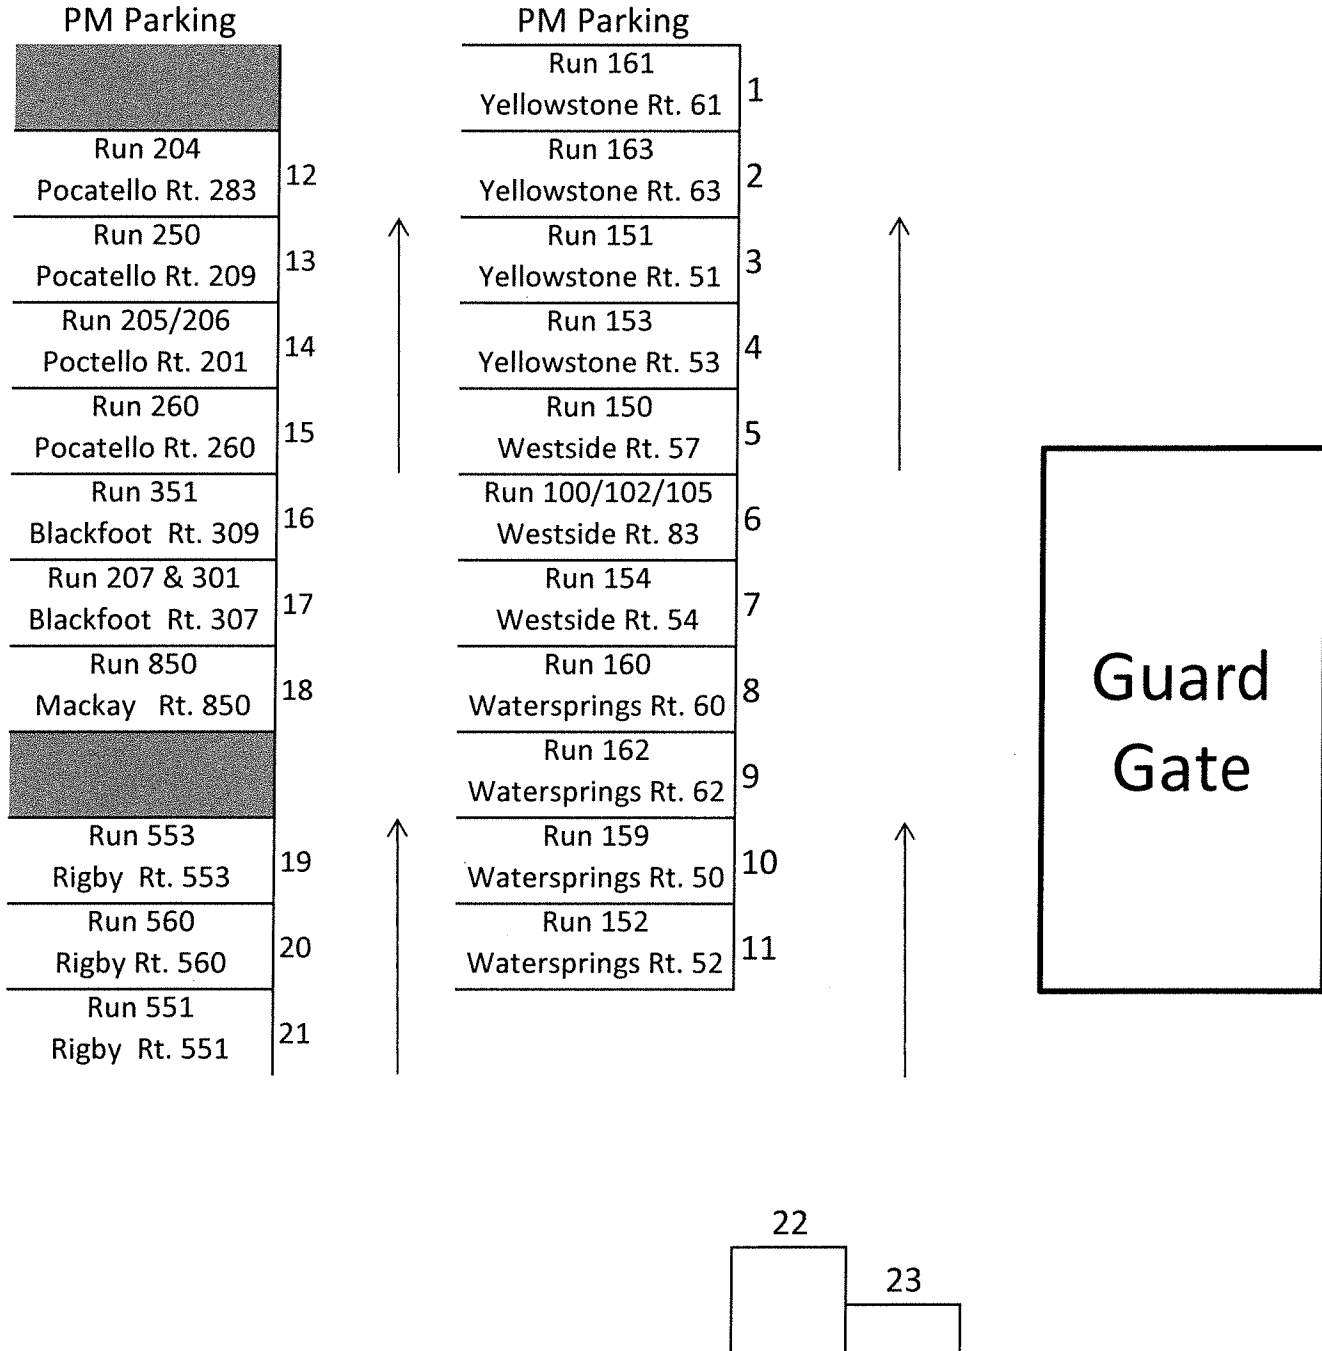 PM Parking
Run 204
Pocatello Rt. 283
12
Run 250
Pocatello Rt. 209
13
Run 205/206
Poctello Rt. 201
14
Run 260
Pocatello Rt. 260
15
Run 351
Blackfoot Rt. 309
16
Run 207 & 301
Blackfoot Rt. 307
17
Run 850
Mackay Rt. 850
18
Run 553
Rigby Rt. 553
19
Run 560
Rigby Rt. 560
20
Run 551
Rigby Rt. 551
21
PM Parking
Run 161
Yellowstone Rt. 61
1
Run 163
Yellowstone Rt. 63
2
Run 151
Yellowstone Rt. 51
3
Run 153
Yellowstone Rt. 53
4
Run 150
Westside Rt. 57
5
Run 100/102/105
Westside Rt. 83
6
Run 154
Westside Rt. 54
7
Run 160
Watersprings Rt. 60
8
Run 162
Watersprings Rt. 62
9
Run 159
Watersprings Rt. 50
10
Run 152
Watersprings Rt. 52
11
Guard
Gate
22
23